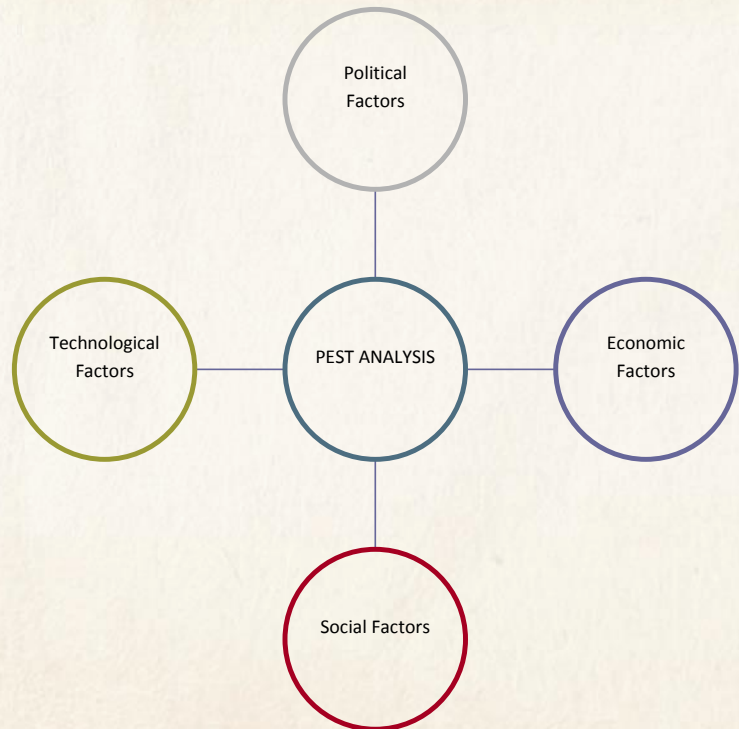 Political
Factors
Technological
Factors
PEST ANALYSIS
Economic
Factors
Social Factors